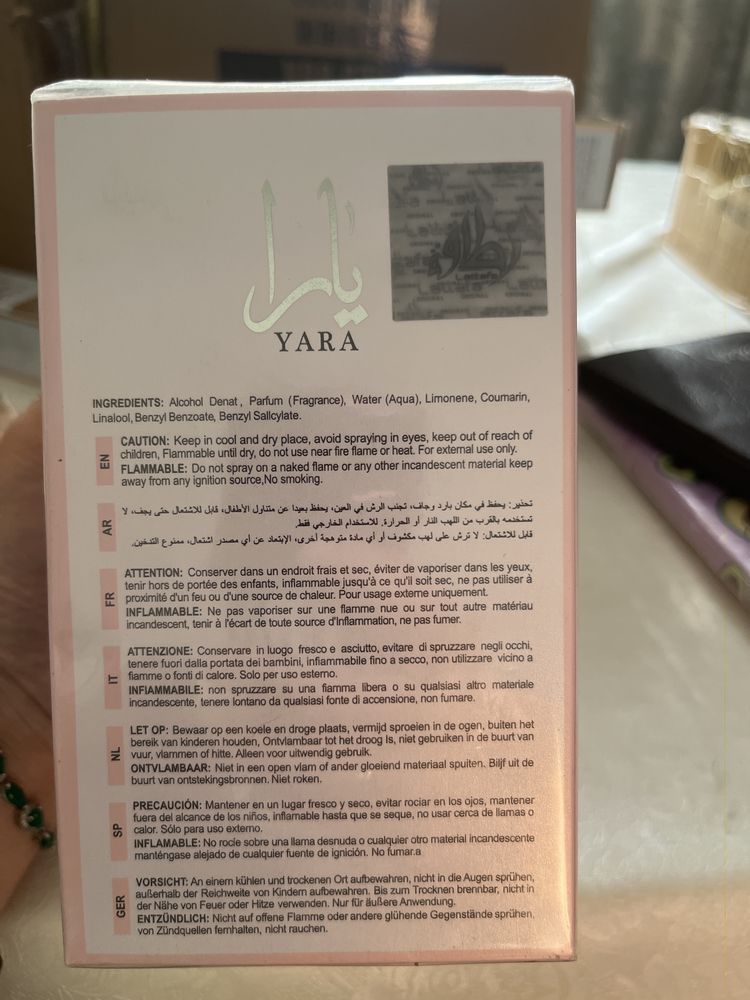 يارا
YARA
لطافة
Lattafa
INGREDIENTS: Alcohol Denat, Parfum (Fragrance), Water (Aqua), Limonene, Coumarin,
Linalool, Benzyl Benzoate, Benzyl Sallcylate.
EN
CAUTION: Keep in cool and dry place, avoid spraying in eyes, keep out of reach of
children, Flammable until dry, do not use near fire flame or heat. For external use only.
FLAMMABLE: Do not spray on a naked flame or any other incandescent material keep
away from any ignition source,No smoking.
AR
تحذير: يحفظ في مكان بارد وجاف، تجنب الرش في العين، يحفظ بعيدا عن متناول الأطفال، قابل للاشتعال حتى يجف، لا
تستخدمه بالقرب من اللهب النار أو الحرارة. للاستخدام الخارجي فقط.
قابل للاشتعال: لا ترش على لهب مكشوف أو أي مادة متوهجة أخرى، الإبتعاد عن أي مصدر اشتعال، ممنوع التدخين.
FR
ATTENTION: Conserver dans un endroit frais et sec, éviter de vaporiser dans les yeux,
tenir hors de portée des enfants, inflammable jusqu'à ce qu'il soit sec, ne pas utiliser à
proximité d'un feu ou d'une source de chaleur. Pour usage externe uniquement.
INFLAMMABLE: Ne pas vaporiser sur une flamme nue ou sur tout autre matériau
incandescent, tenir à l'écart de toute source d'Inflammation, ne pas fumer.
IT
ATTENZIONE: Conservare in luogo fresco e asciutto, evitare di spruzzare negli occhi,
tenere fuori dalla portata dei bambini, infiammabile fino a secco, non utilizzare vicino a
fiamme o fonti di calore. Solo per uso esterno.
INFIAMMABILE: non spruzzare su una fiamma libera o su qualsiasi altro materiale
incandescente, tenere lontano da qualsiasi fonte di accensione, non fumare.
NL
LET OP: Bewaar op een koele en droge plaats, vermijd sproeien in de ogen, buiten het
bereik van kinderen houden, Ontvlambaar tot het droog Is, niet gebruiken in de buurt van
vuur, vlammen of hitte. Alleen voor uitwendig gebruik.
ONTVLAMBAAR: Niet in een open vlam of ander gloeiend materiaal spuiten. Biljf uit de
buurt van ontstekingsbronnen. Niet roken.
SP
PRECAUCIÓN: Mantener en un lugar fresco y seco, evitar rociar en los ojos, mantener
fuera del alcance de los niños, inflamable hasta que se seque, no usar cerca de llamas o
calor. Sólo para uso externo.
INFLAMABLE: No rocíe sobre una llama desnuda o cualquier otro material incandescente
manténgase alejado de cualquier fuente de ignición. No fumar.a
GER
VORSICHT: An einem kühlen und trockenen Ort aufbewahren, nicht in die Augen sprühen,
außerhalb der Reichweite von Kindern aufbewahren. Bis zum Trocknen brennbar, nicht in
der Nähe von Feuer oder Hitze verwenden. Nur für äußere Anwendung.
ENTZÜNDLICH: Nicht auf offene Flamme oder andere glühende Gegenstände sprühen,
von Zündquellen fernhalten, nicht rauchen.